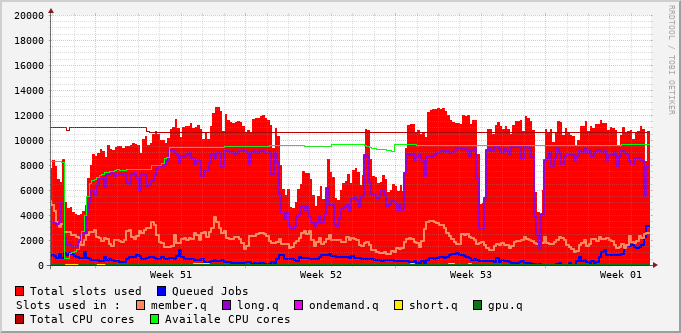 RRDTOOL / TOBI OETIKER
20000
18000
16000
14000
12000
10000
8000
6000
4000
2000
0
Week 51 Week 52 Week 53 Week 01
Total slots used Queued Jobs
Slots used in : member.q long.q ondemand.q short.q gpu.q
Total CPU cores Availale CPU cores